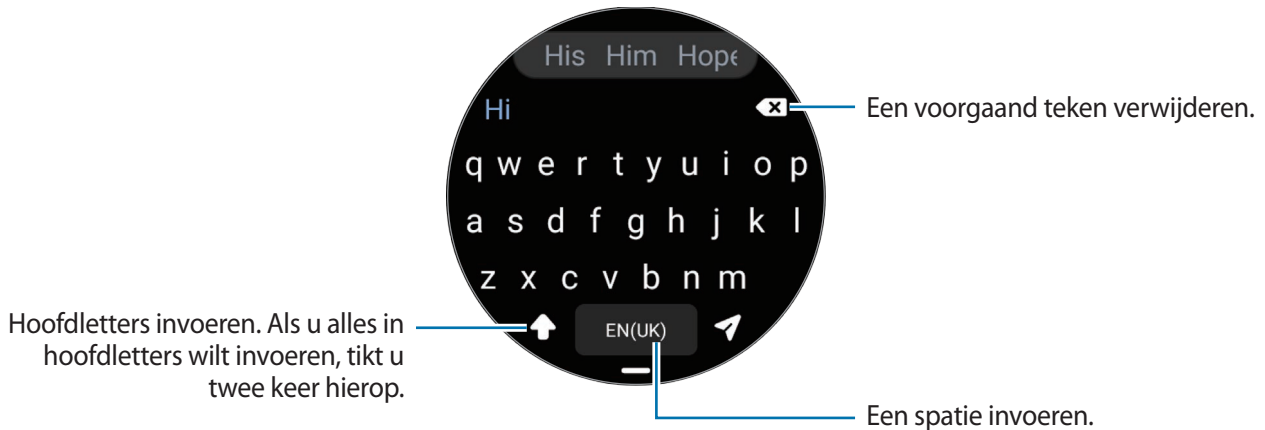 His Him Hope
Hi
Een voorgaand teken verwijderen.
q w e r t y u i o p
a s d f g h j k l
z x c v b n m
Hoofdletters invoeren. Als u alles in
hoofdletters wilt invoeren, tikt u
twee keer hierop.
EN(UK)
Een spatie invoeren.